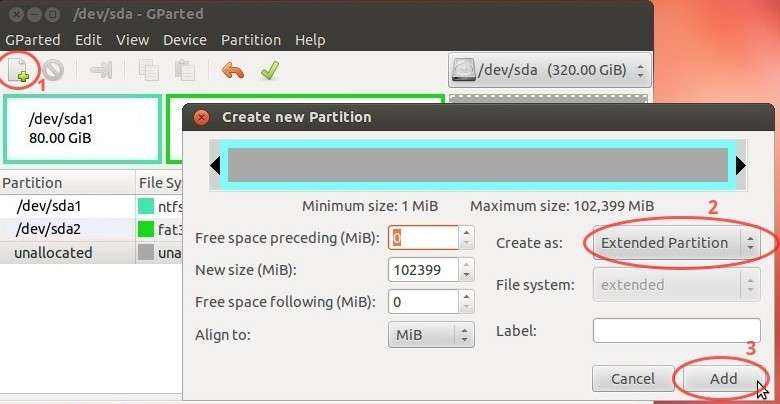 /dev/sda - GParted
GParted Edit View Device Partition Help
1
/dev/sda (320.00 GiB)
/dev/sda1
80.00 GiB
Partition File Sy
/dev/sda1 ntfs
/dev/sda2 fat3
unallocated una
Create new Partition
Minimum size: 1 MiB Maximum size: 102,399 MiB
2
Free space preceding (MiB): 0 Create as: Extended Partition
New size (MiB): 102399 File system: extended
Free space following (MiB): 0
Align to: MiB Label:
3
Cancel Add